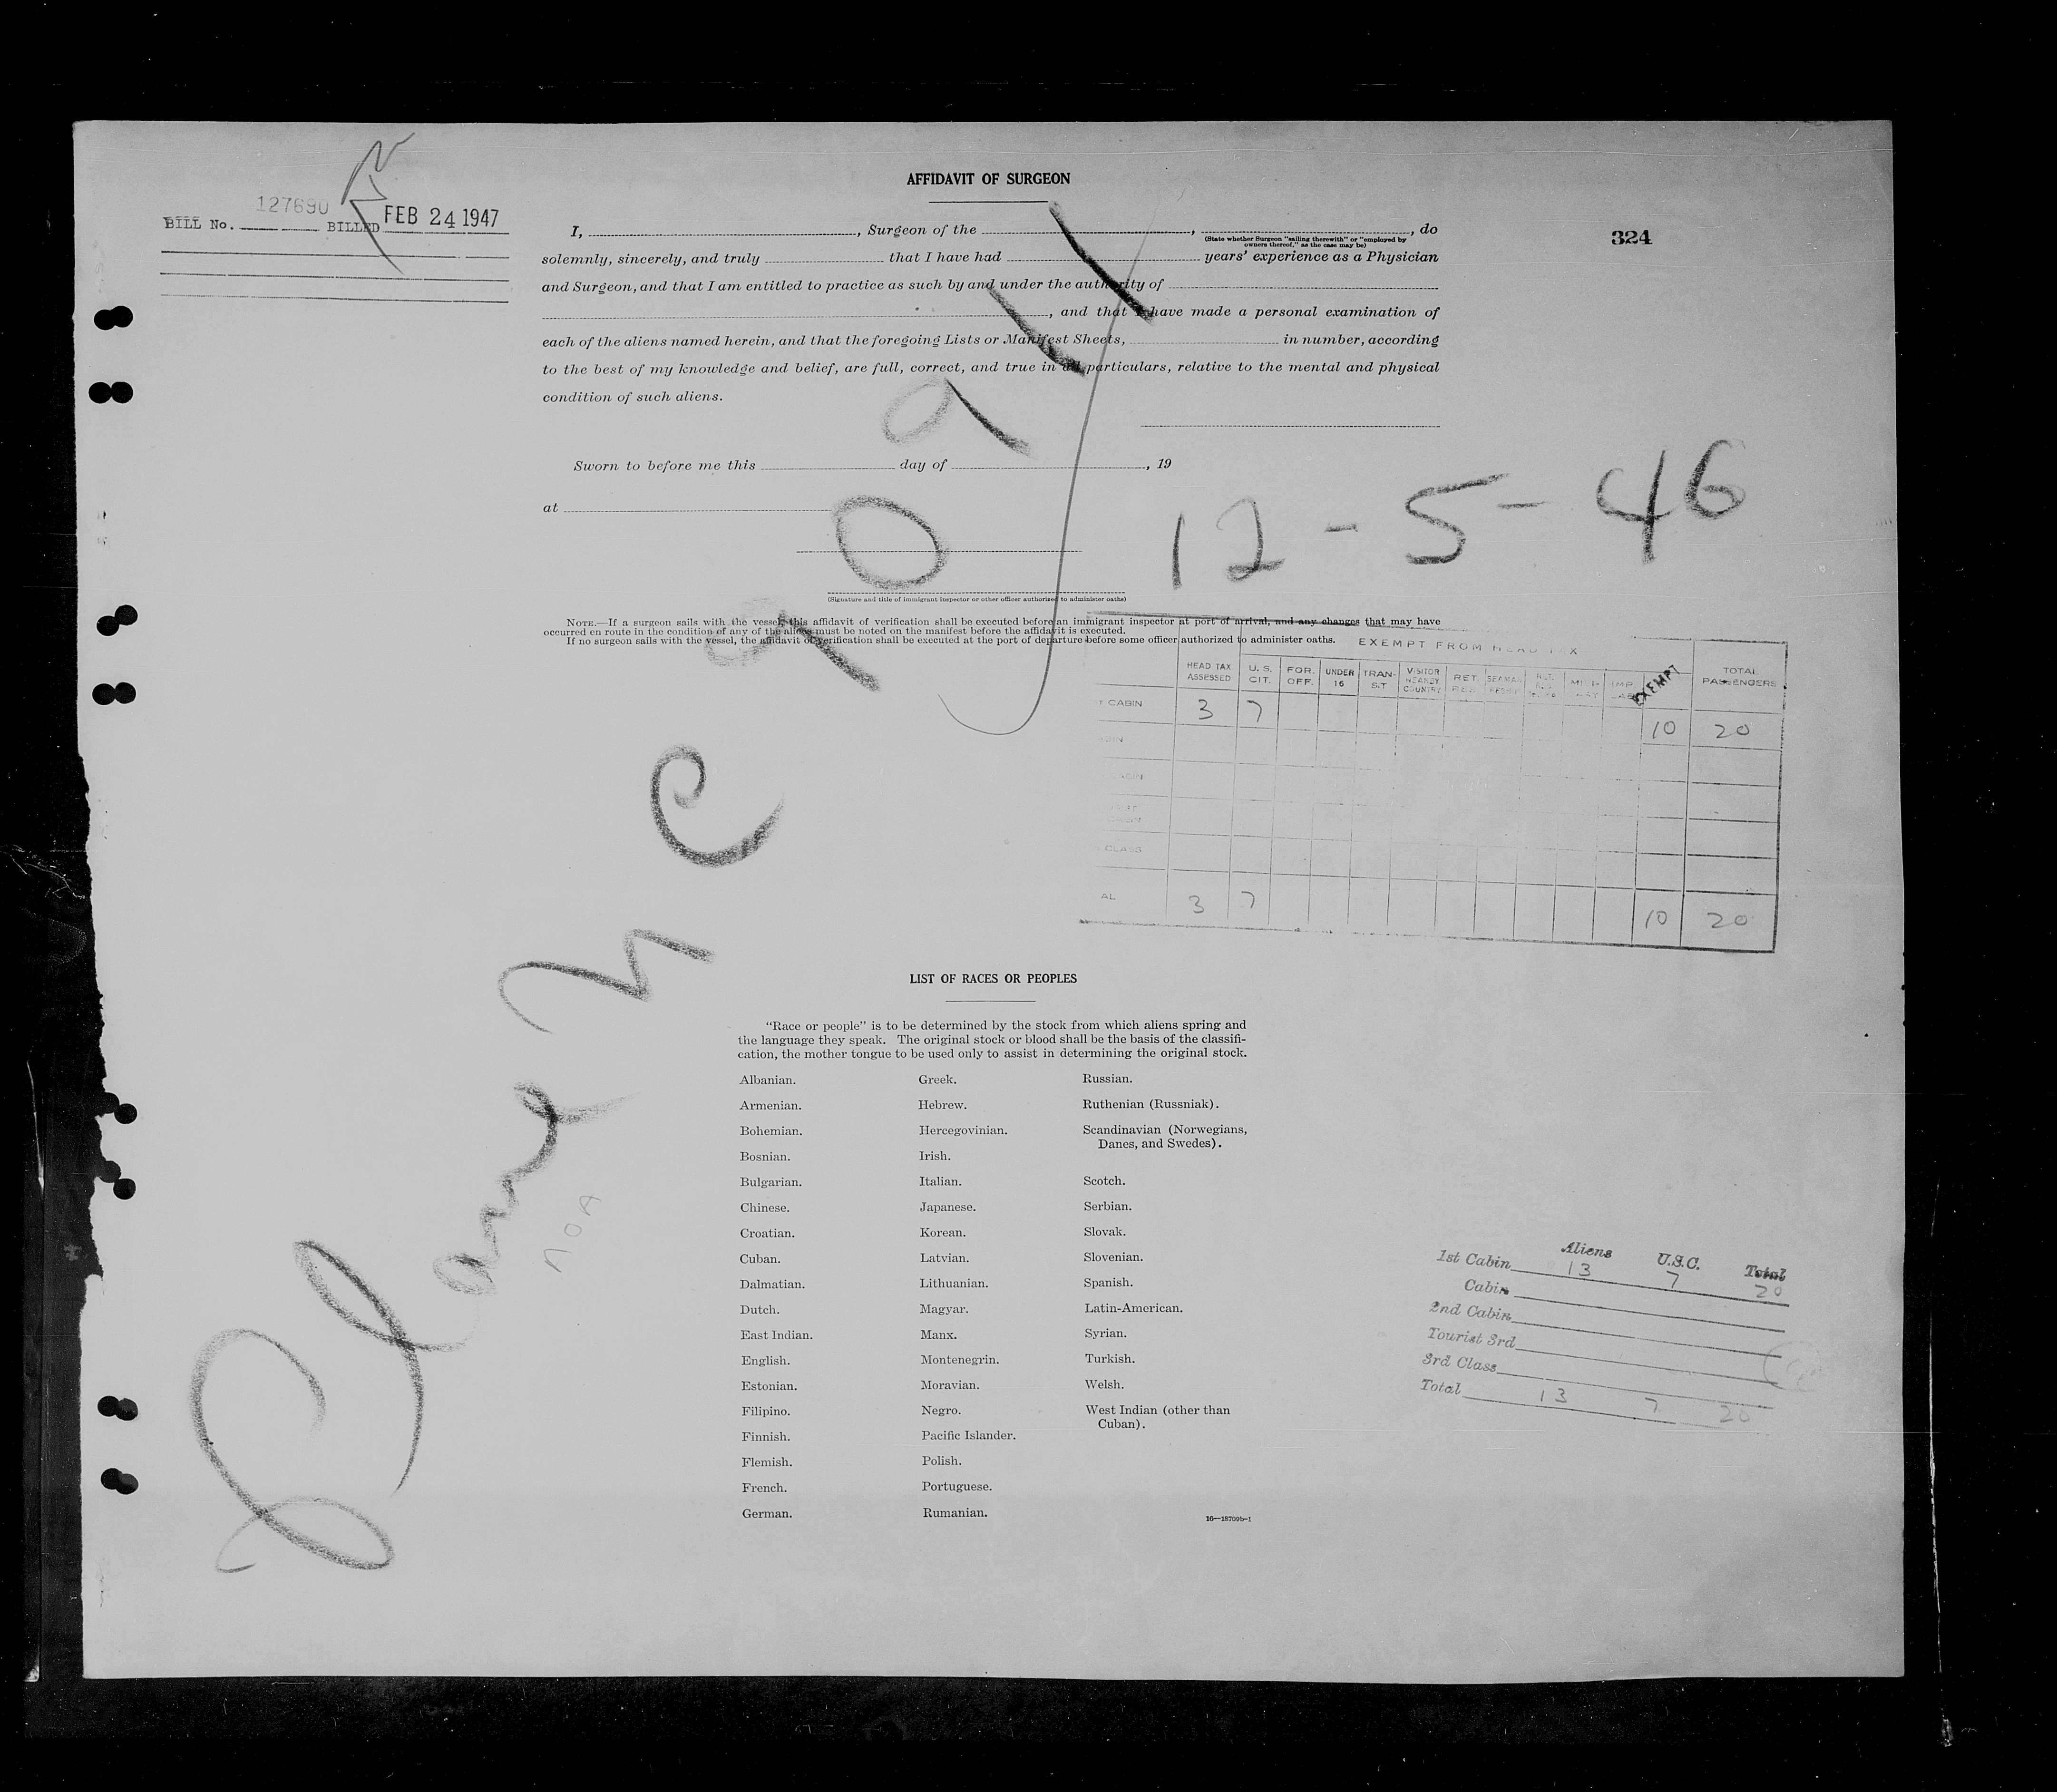 AFFIDAVIT OF SURGEON
BILL No. 127690 BILLED FEB 24 1947
324
I, , Surgeon of the , , do
(State whether Surgeon "sailing therewith" or "employed by
owners thereof," as the case may be)
solemnly, sincerely, and truly that I have had years' experience as a Physician
and Surgeon, and that I am entitled to practice as such by and under the authority of
, and that I have made a personal examination of
each of the aliens named herein, and that the foregoing Lists or Manifest Sheets, in number, according
to the best of my knowledge and belief, are full, correct, and true in all particulars, relative to the mental and physical
condition of such aliens.
Sworn to before me this day of , 19
at
12-5-46
(Signature and title of immigrant inspector or other officer authorized to administer oaths)
NOTE.—If a surgeon sails with the vessel, this affidavit of verification shall be executed before an immigrant inspector at port of arrival, and any changes that may have
occurred en route in the condition of any of the aliens must be noted on the manifest before the affidavit is executed.
If no surgeon sails with the vessel, the affidavit of verification shall be executed at the port of departure before some officer authorized to administer oaths.
EXEMPT FROM HEAD TAX
HEAD TAX ASSESSED U. S. CIT. FOR. OFF. UNDER 16 TRAN-S.T VISITOR NEARBY COUNTRY RET. RES. SEAMAN EXEMPT TOTAL PASSENGERS
T CABIN 3 7 10 20
CLASS
AL 3 7 10 20
LIST OF RACES OR PEOPLES
"Race or people" is to be determined by the stock from which aliens spring and
the language they speak. The original stock or blood shall be the basis of the classifi-
cation, the mother tongue to be used only to assist in determining the original stock.
Albanian. Greek. Russian.
Armenian. Hebrew. Ruthenian (Russniak).
Bohemian. Hercegovinian. Scandinavian (Norwegians,
Danes, and Swedes).
Bosnian. Irish.
Bulgarian. Italian. Scotch.
Chinese. Japanese. Serbian.
Croatian. Korean. Slovak.
Cuban. Latvian. Slovenian.
Dalmatian. Lithuanian. Spanish.
Dutch. Magyar. Latin-American.
East Indian. Manx. Syrian.
English. Montenegrin. Turkish.
Estonian. Moravian. Welsh.
Filipino. Negro. West Indian (other than
Cuban).
Finnish. Pacific Islander.
Flemish. Polish.
French. Portuguese.
German. Rumanian.
16—18709b-1
Aliens U.S.C. Total
1st Cabin 13 7 20
Cabin
2nd Cabin
Tourist 3rd
3rd Class
Total 13 7 20